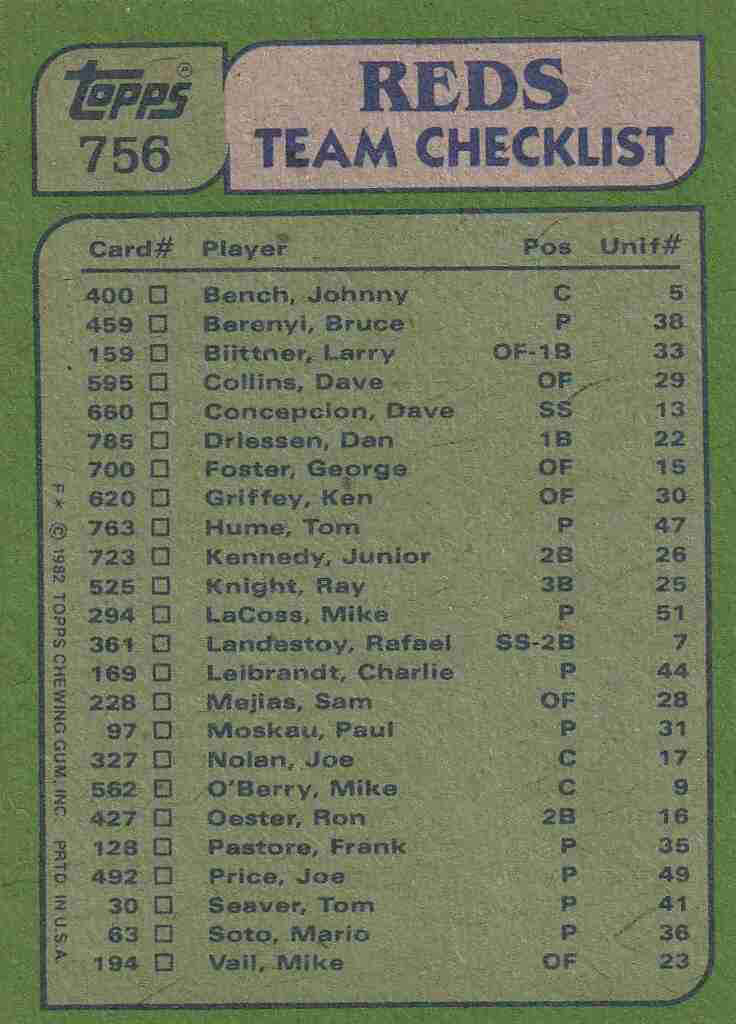 Topps
756
REDS
TEAM CHECKLIST
Card# Player Pos Unif#
400 Bench, Johnny C 5
459 Berenyi, Bruce P 38
159 Biittner, Larry OF-1B 33
595 Collins, Dave OF 29
660 Concepcion, Dave SS 13
785 Driessen, Dan 1B 22
700 Foster, George OF 15
620 Griffey, Ken OF 30
763 Hume, Tom P 47
723 Kennedy, Junior 2B 26
525 Knight, Ray 3B 25
294 LaCoss, Mike P 51
361 Landestoy, Rafael SS-2B 7
169 Leibrandt, Charlie P 44
228 Mejias, Sam OF 28
97 Moskau, Paul P 31
327 Nolan, Joe C 17
562 O'Berry, Mike C 9
427 Oester, Ron 2B 16
128 Pastore, Frank P 35
492 Price, Joe P 49
30 Seaver, Tom P 41
63 Soto, Mario P 36
194 Vail, Mike OF 23
F* © 1982 TOPPS CHEWING GUM, INC. PRTD. IN U.S.A.